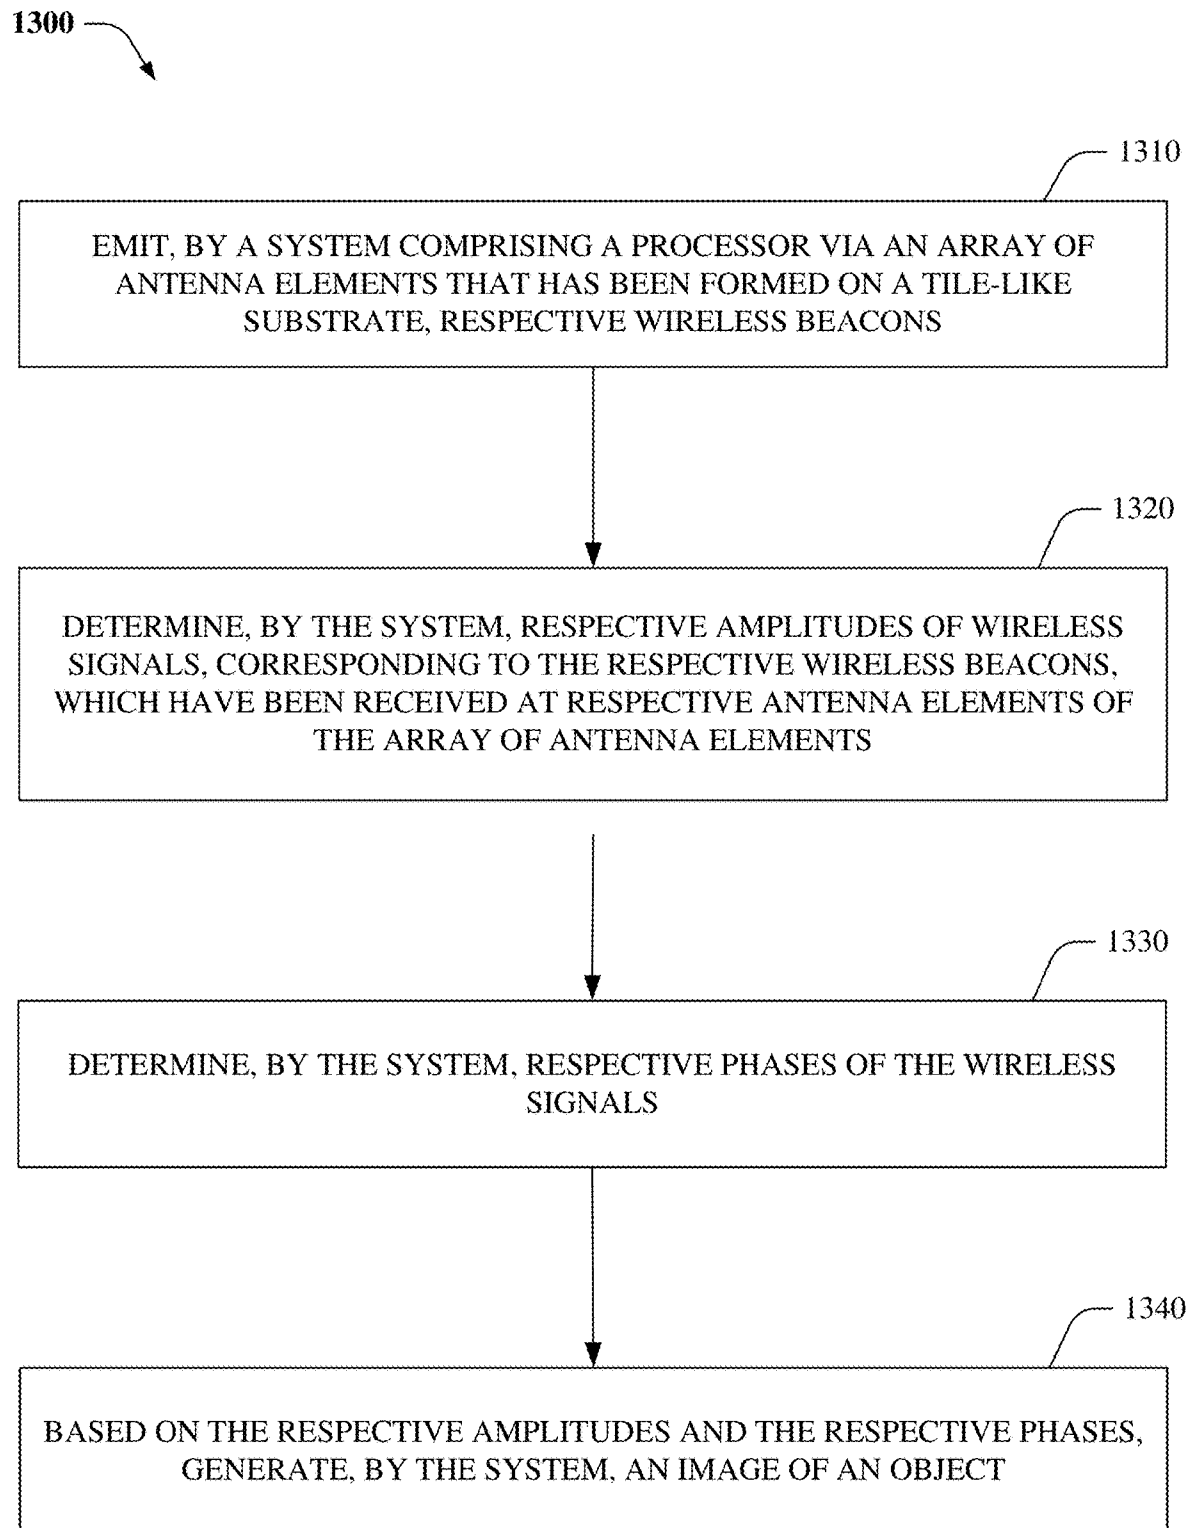 1300
1310
EMIT, BY A SYSTEM COMPRISING A PROCESSOR VIA AN ARRAY OF
ANTENNA ELEMENTS THAT HAS BEEN FORMED ON A TILE-LIKE
SUBSTRATE, RESPECTIVE WIRELESS BEACONS
1320
DETERMINE, BY THE SYSTEM, RESPECTIVE AMPLITUDES OF WIRELESS
SIGNALS, CORRESPONDING TO THE RESPECTIVE WIRELESS BEACONS,
WHICH HAVE BEEN RECEIVED AT RESPECTIVE ANTENNA ELEMENTS OF
THE ARRAY OF ANTENNA ELEMENTS
1330
DETERMINE, BY THE SYSTEM, RESPECTIVE PHASES OF THE WIRELESS
SIGNALS
1340
BASED ON THE RESPECTIVE AMPLITUDES AND THE RESPECTIVE PHASES,
GENERATE, BY THE SYSTEM, AN IMAGE OF AN OBJECT